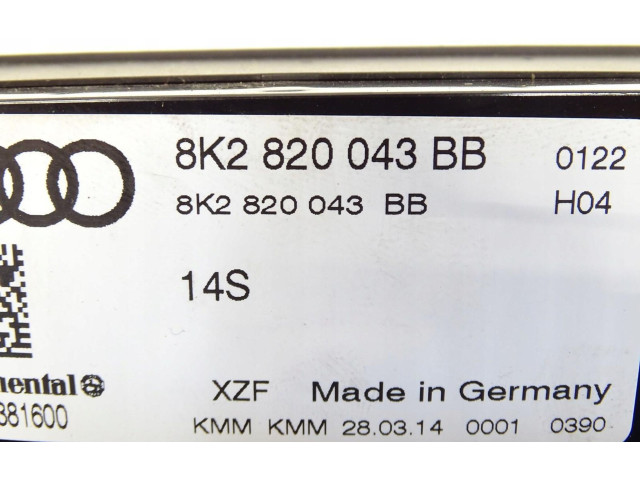 8K2 820 043 BB 0122
8K2 820 043 BB H04
14S
XZF Made in Germany
381600
KMM KMM 28.03.14 0001 0390